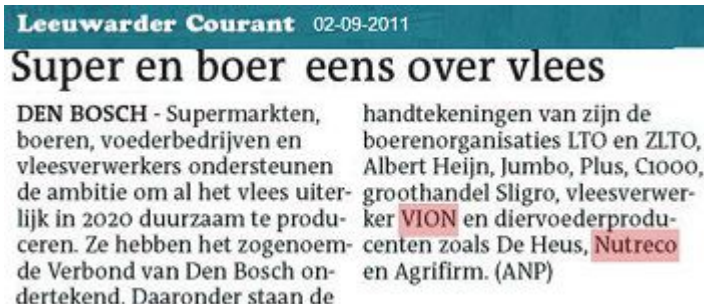 Leeuwarder Courant 02-09-2011
Super en boer eens over vlees
DEN BOSCH - Supermarkten,
boeren, voederbedrijven en
vleesverwerkers ondersteunen
de ambitie om al het vlees uiter-
lijk in 2020 duurzaam te produ-
ceren. Ze hebben het zogenoem-
de Verbond van Den Bosch on-
dertekend. Daaronder staan de
handtekeningen van zijn de
boerenorganisaties LTO en ZLTO,
Albert Heijn, Jumbo, Plus, C1000,
groothandel Sligro, vleesverwer-
ker VION en diervoederprodu-
centen zoals De Heus, Nutreco
en Agrifirm. (ANP)